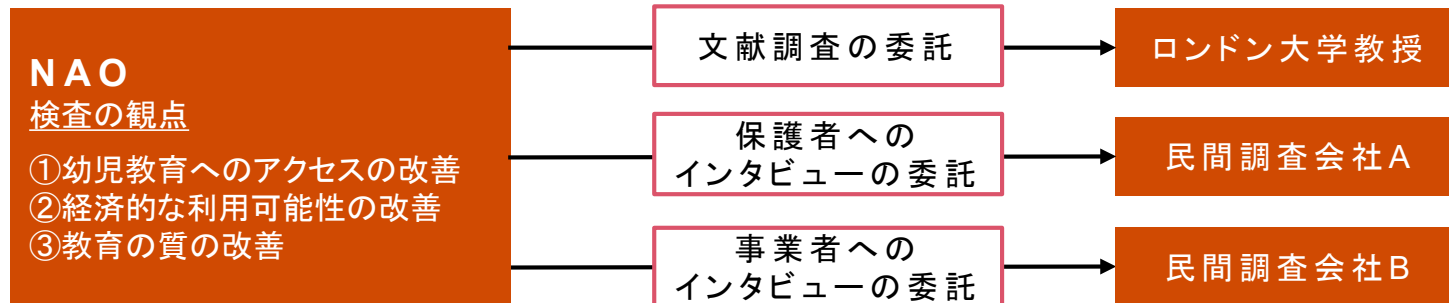 NAO
検査の観点
①幼児教育へのアクセスの改善
②経済的な利用可能性の改善
③教育の質の改善
文献調査の委託
ロンドン大学教授
保護者への
インタビューの委託
民間調査会社A
事業者への
インタビューの委託
民間調査会社B